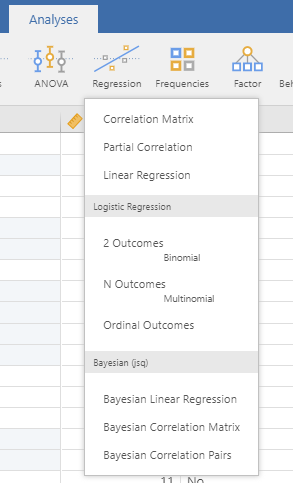 Analyses
ANOVA
Regression
Frequencies
Factor
Correlation Matrix
Partial Correlation
Linear Regression
Logistic Regression
2 Outcomes
Binomial
N Outcomes
Multinomial
Ordinal Outcomes
Bayesian (jsq)
Bayesian Linear Regression
Bayesian Correlation Matrix
Bayesian Correlation Pairs
11 No